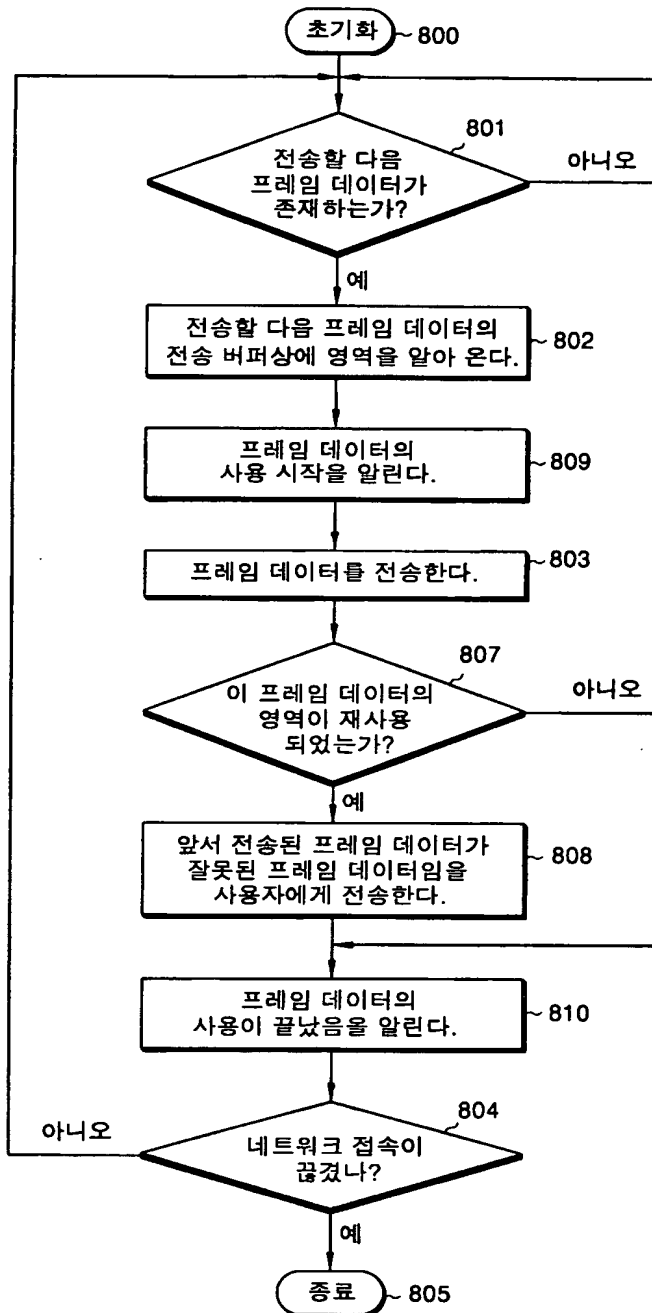 초기화
800
801
전송할 다음
프레임 데이터가
존재하는가?
아니오
예
전송할 다음 프레임 데이터의
전송 버퍼상에 영역을 알아 온다.
802
프레임 데이터의
사용 시작을 알린다.
809
프레임 데이터를 전송한다.
803
807
이 프레임 데이터의
영역이 재사용
되었는가?
아니오
예
앞서 전송된 프레임 데이터가
잘못된 프레임 데이터임을
사용자에게 전송한다.
808
프레임 데이터의
사용이 끝났음올 알린다.
810
804
아니오
네트워크 접속이
끊겼나?
예
종료
805